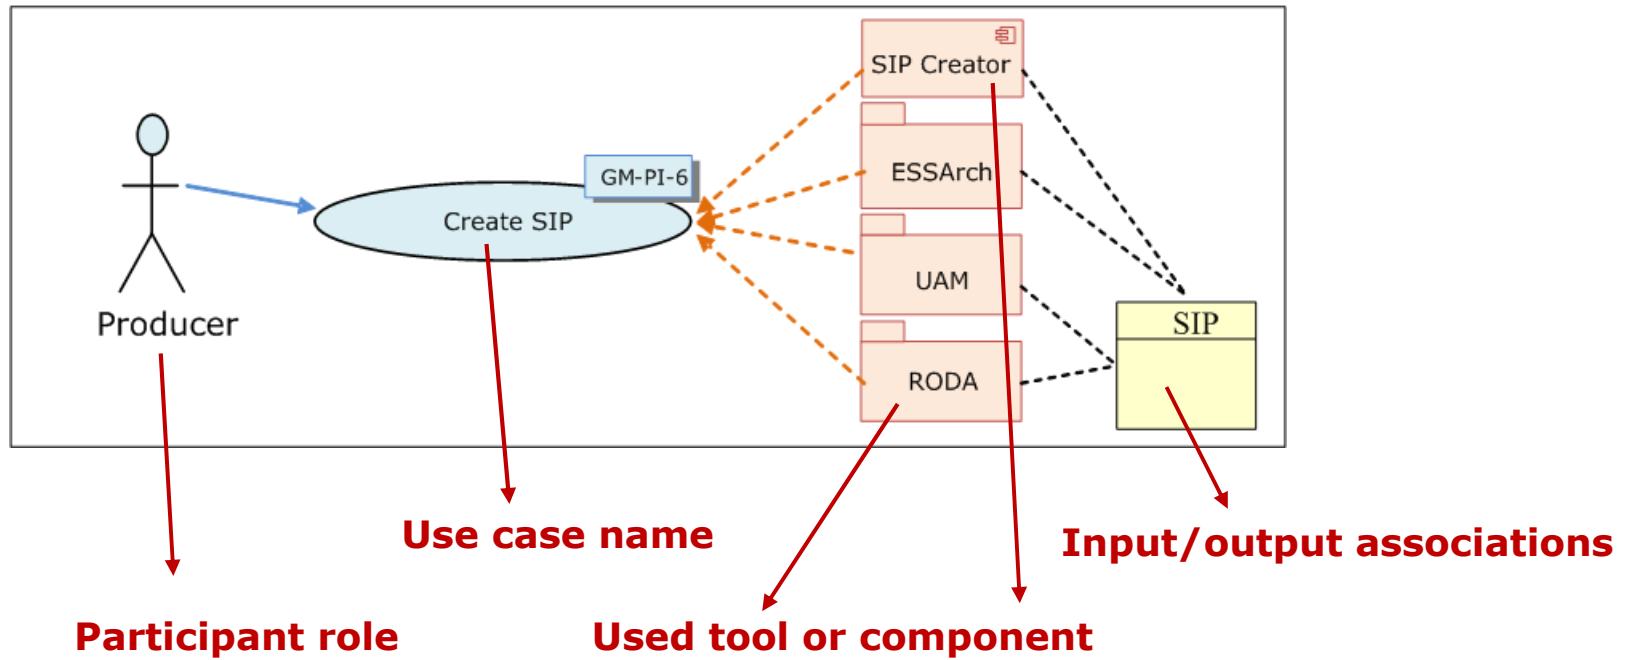 SIP Creator
GM-PI-6
ESSArch
Create SIP
UAM
Producer
SIP
RODA
Use case name
Input/output associations
Participant role
Used tool or component